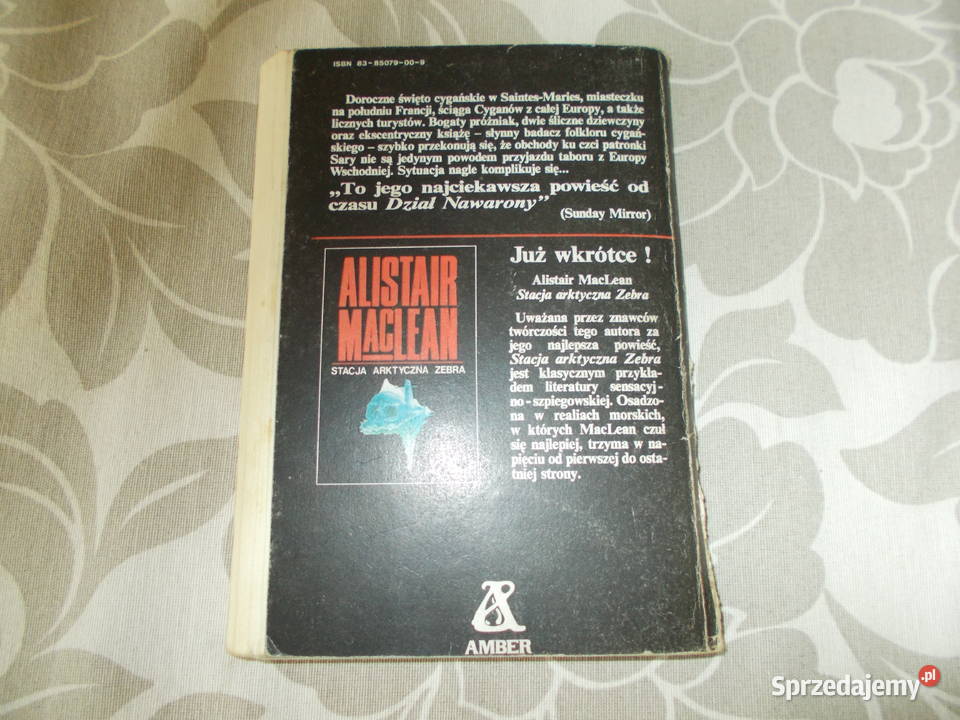 ISBN 83-85079-00-9
Doroczne święto cygańskie w Saintes-Maries, miasteczku
na południu Francji, ściąga Cyganów z całej Europy, a także
licznych turystów. Bogaty próżniak, dwie śliczne dziewczyny
oraz ekscentryczny książę – słynny badacz folkloru cygań-
skiego – szybko przekonują się, że obchody ku czci patronki
Sary nie są jedynym powodem przyjazdu taboru z Europy
Wschodniej. Sytuacja nagle komplikuje się...
„To jego najciekawsza powieść od
czasu Dział Nawarony”
(Sunday Mirror)
ALISTAIR
MACLEAN
STACJA ARKTYCZNA ZEBRA
Już wkrótce !
Alistair MacLean
Stacja arktyczna Zebra
Uważana przez znawców
twórczości tego autora za
jego najlepsza powieść,
Stacja arktyczna Zebra
jest klasycznym przykła-
dem literatury sensacyj-
no-szpiegowskiej. Osadzo-
na w realiach morskich,
w których MacLean czuł
się najlepiej, trzyma w na-
pięciu od pierwszej do osta-
tniej strony.
AMBER
Sprzedajemy.pl